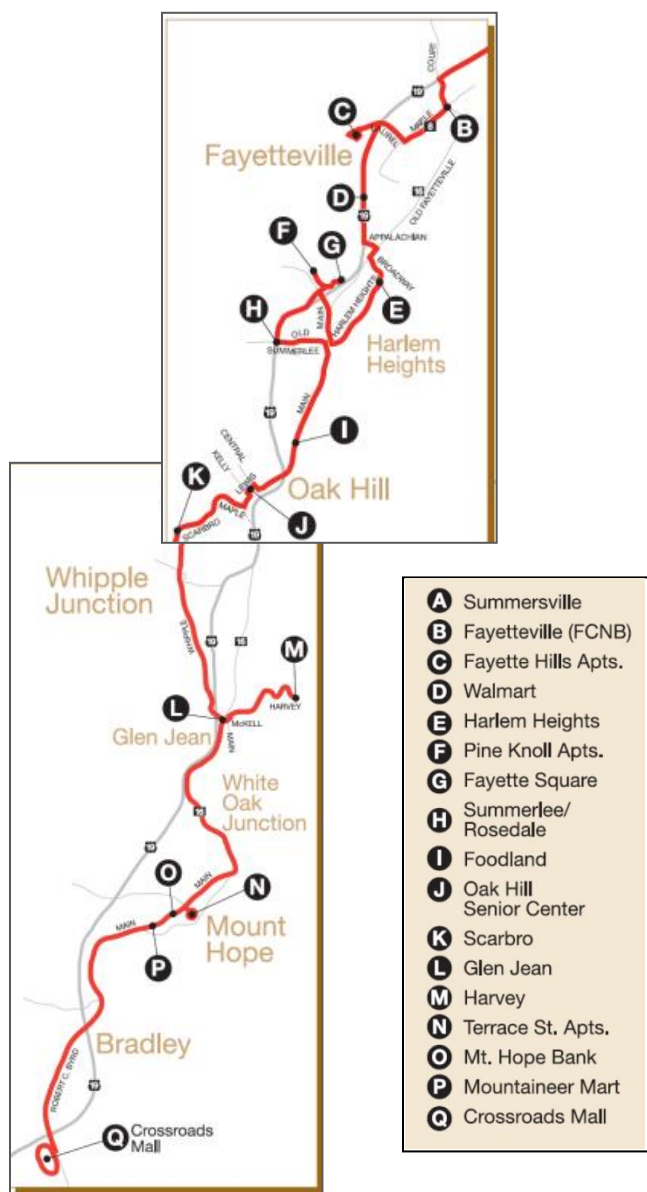 COURT
19
C
LAUREL
MAPLE
8
B
Fayetteville
16
OLD FAYETTEVILLE
D
19
F
G
APPALACHIAN
BROADWAY
H
MAIN
HARLEM HEIGHTS
E
OLD
SUMMERLEE
Harlem
Heights
MAIN
19
I
CENTRAL
KELLY
K
LEWIS
Oak Hill
MAPLE
J
SCARBRO
19
Whipple
Junction
WHIPPLE
19
16
M
L
HARVEY
McKELL
Glen Jean
MAIN
White
Oak
Junction
16
19
O
MAIN
N
MAIN
Mount
Hope
P
Bradley
ROBERT C. BYRD
19
Q Crossroads
Mall
A Summersville
B Fayetteville (FCNB)
C Fayette Hills Apts.
D Walmart
E Harlem Heights
F Pine Knoll Apts.
G Fayette Square
H Summerlee/
Rosedale
I Foodland
J Oak Hill
Senior Center
K Scarbro
L Glen Jean
M Harvey
N Terrace St. Apts.
O Mt. Hope Bank
P Mountaineer Mart
Q Crossroads Mall